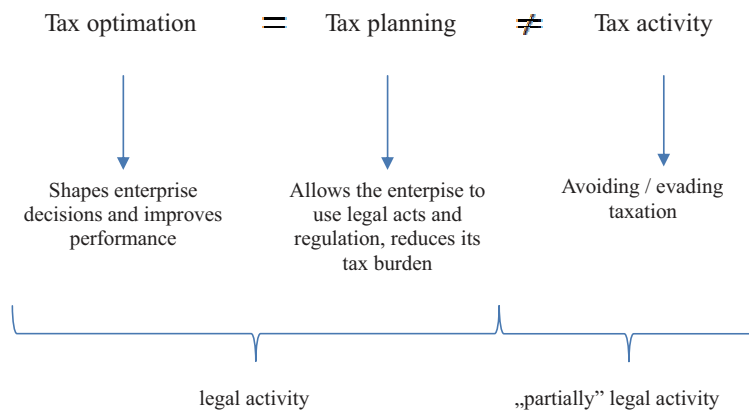 Tax optimation = Tax planning ≠ Tax activity
Shapes enterprise
decisions and improves
performance
Allows the enterpise to
use legal acts and
regulation, reduces its
tax burden
Avoiding / evading
taxation
legal activity
„partially” legal activity